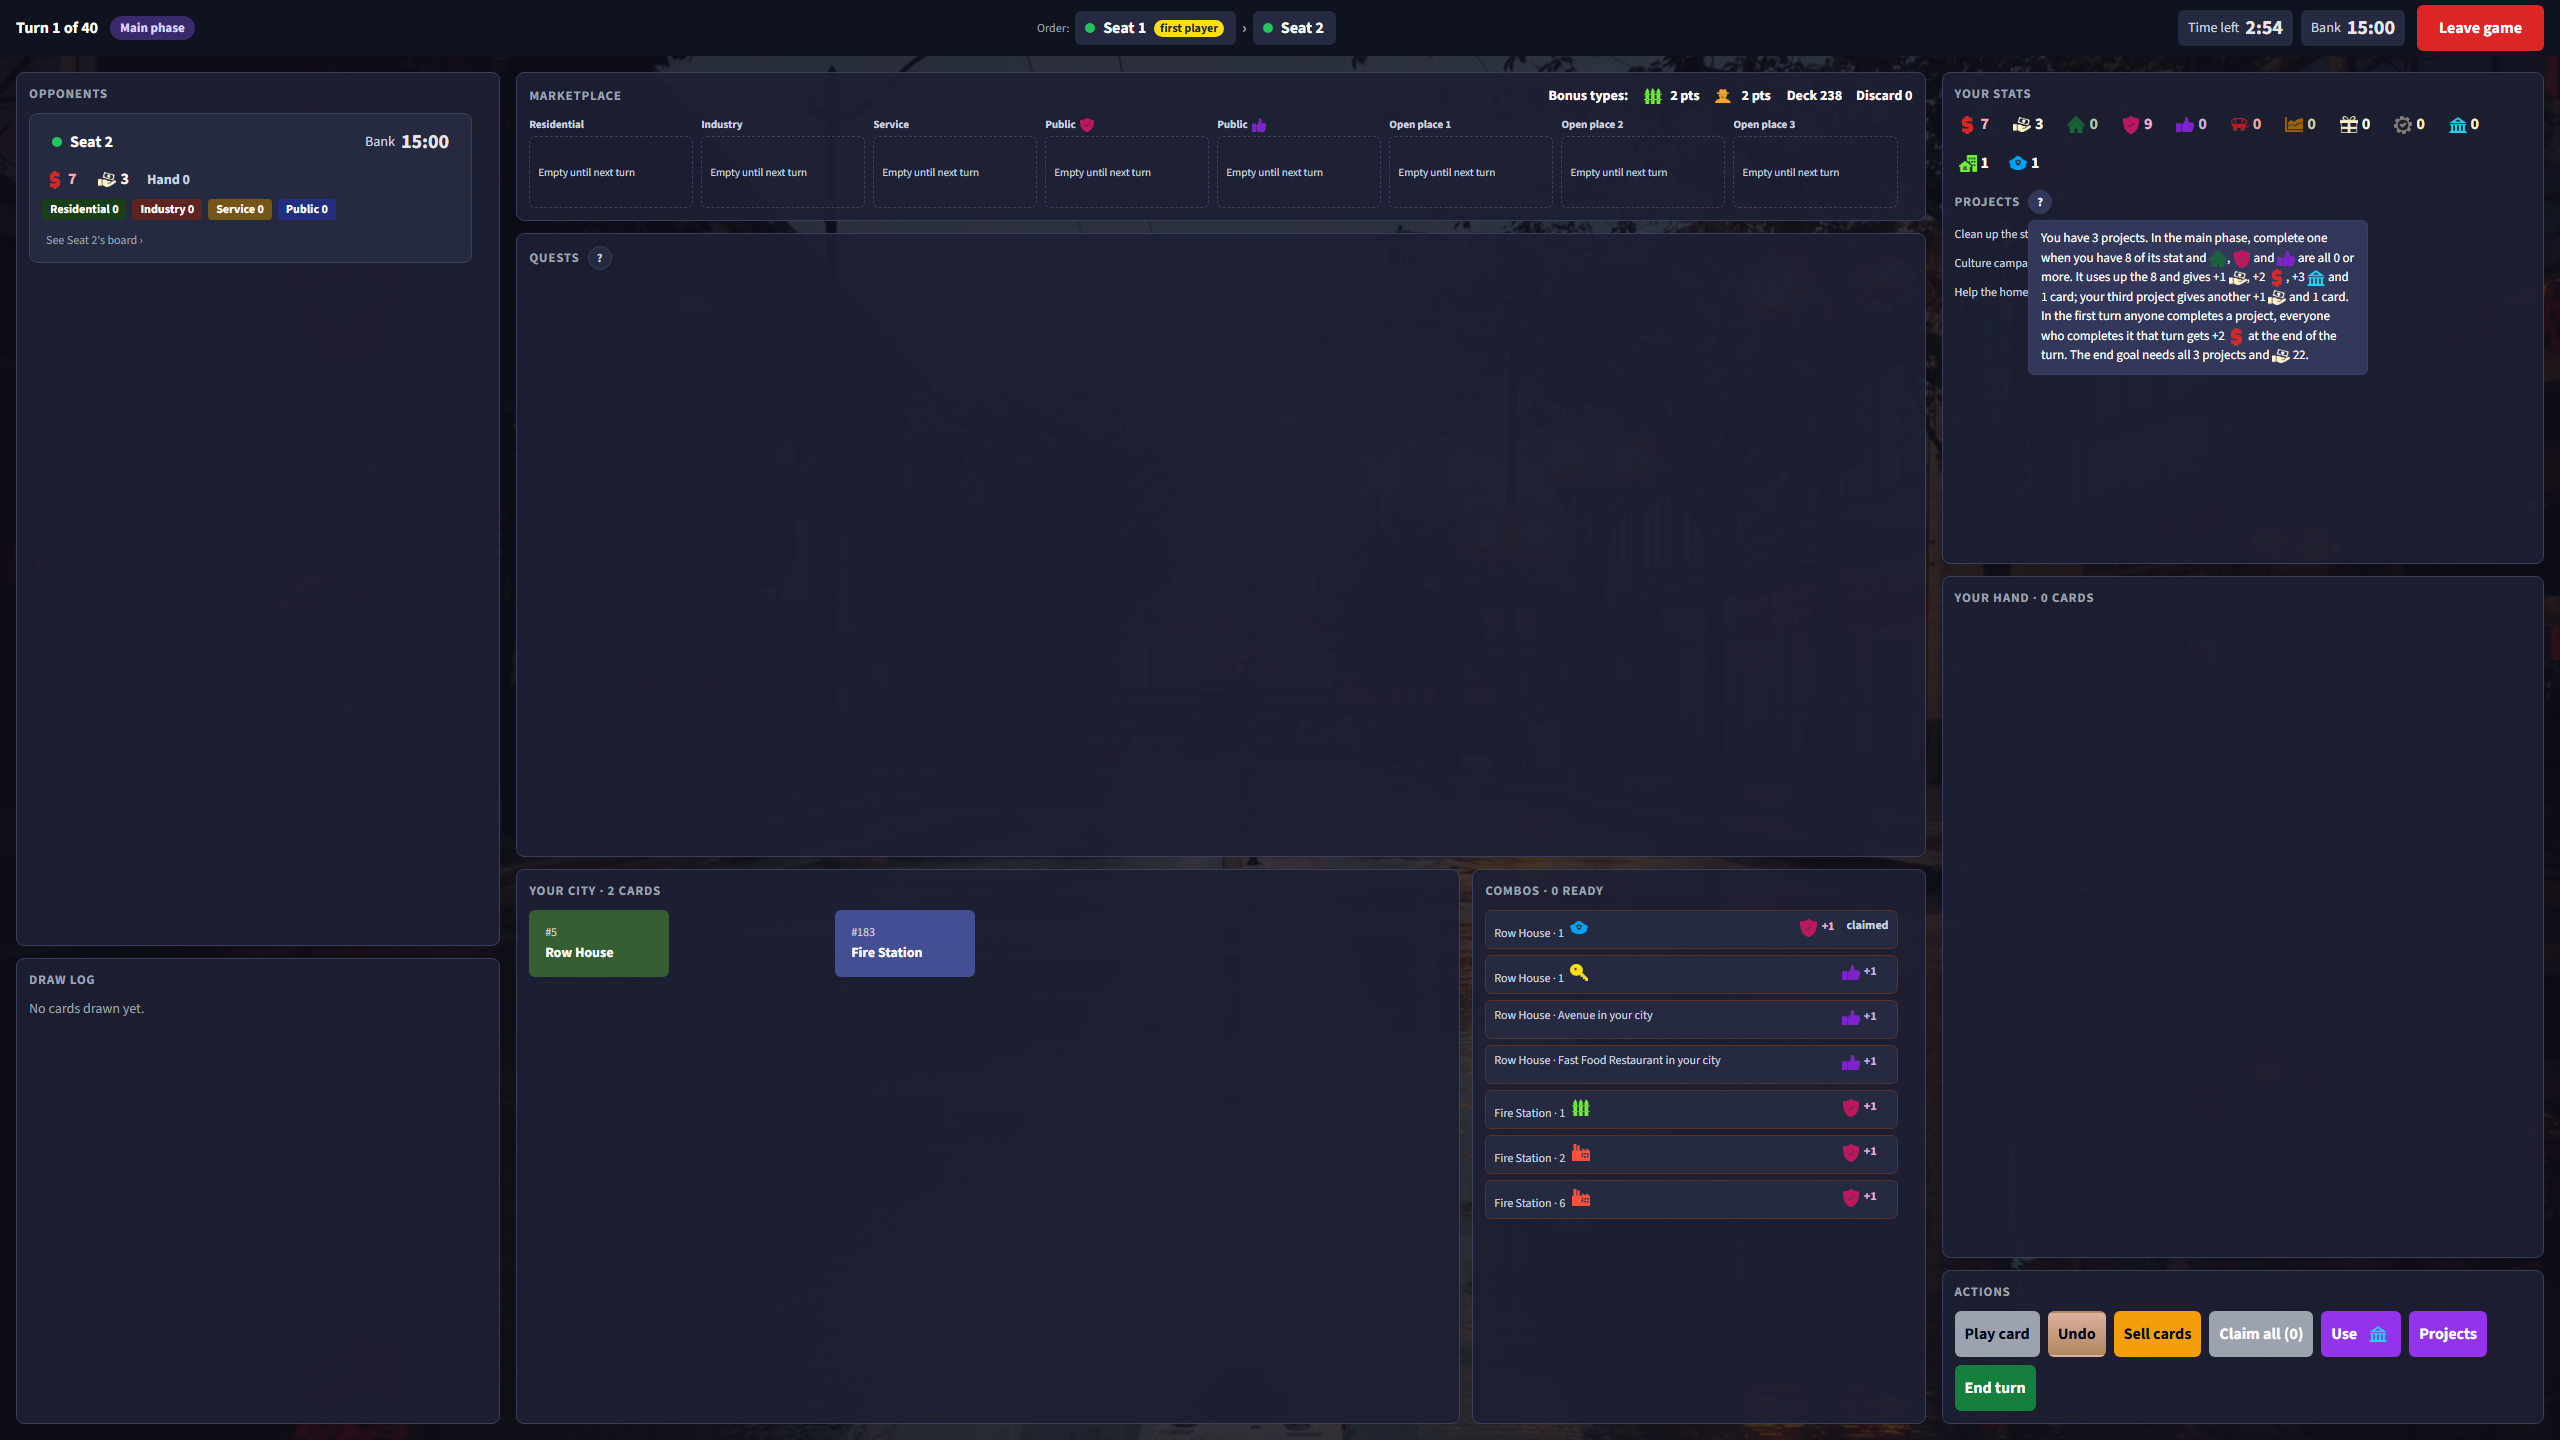 Turn 1 of 40
Main phase
Order:
Seat 1
first player
›
Seat 2
Time left 2:54
Bank 15:00
Leave game
OPPONENTS
Seat 2
Bank 15:00
7
3
Hand 0
Residential 0
Industry 0
Service 0
Public 0
See Seat 2's board ›
DRAW LOG
No cards drawn yet.
MARKETPLACE
Bonus types:
2 pts
2 pts
Deck 238
Discard 0
Residential
Industry
Service
Public
Public
Open place 1
Open place 2
Open place 3
Empty until next turn
Empty until next turn
Empty until next turn
Empty until next turn
Empty until next turn
Empty until next turn
Empty until next turn
Empty until next turn
QUESTS
?
YOUR CITY · 2 CARDS
#5
Row House
#183
Fire Station
COMBOS · 0 READY
Row House · 1
+1
claimed
Row House · 1
+1
Row House · Avenue in your city
+1
Row House · Fast Food Restaurant in your city
+1
Fire Station · 1
+1
Fire Station · 2
+1
Fire Station · 6
+1
YOUR STATS
7
3
0
9
0
0
0
0
0
0
1
1
PROJECTS
?
Clean up the st
Culture campa
Help the home
You have 3 projects. In the main phase, complete one
when you have 8 of its stat and , and are all 0 or
more. It uses up the 8 and gives +1 , +2 , +3 and
1 card; your third project gives another +1 and 1 card.
In the first turn anyone completes a project, everyone
who completes it that turn gets +2 at the end of the
turn. The end goal needs all 3 projects and 22.
YOUR HAND · 0 CARDS
ACTIONS
Play card
Undo
Sell cards
Claim all (0)
Use
Projects
End turn